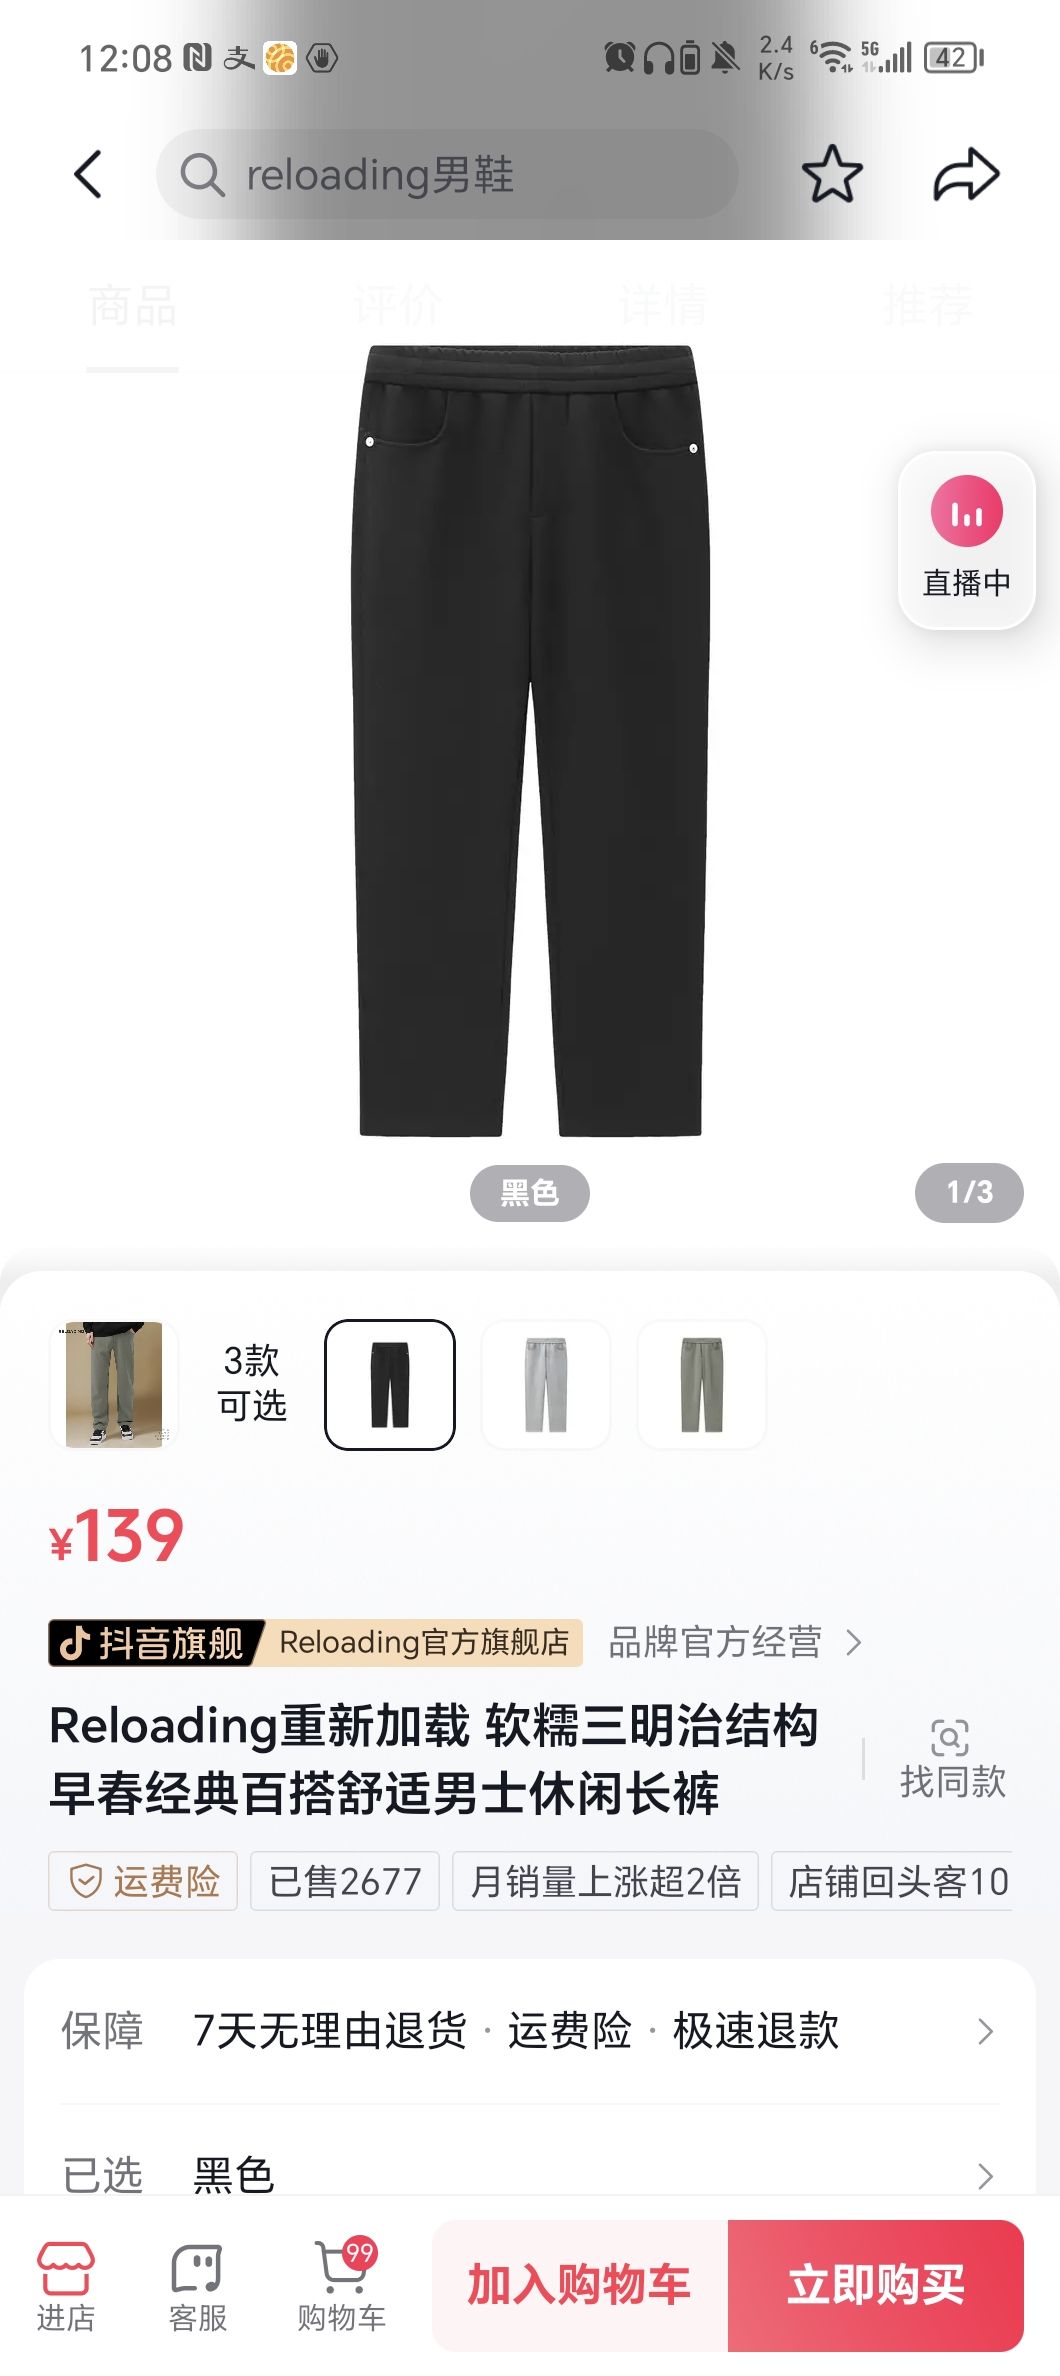 12:08
2.4
K/s
6
5G
42
reloading男鞋
商品
评价
详情
推荐
直播中
黑色
1/3
3款
可选
¥139
抖音旗舰
Reloading官方旗舰店
品牌官方经营
Reloading重新加载 软糯三明治结构
早春经典百搭舒适男士休闲长裤
找同款
运费险
已售2677
月销量上涨超2倍
店铺回头客10
保障
7天无理由退货 · 运费险 · 极速退款
已选
黑色
进店
客服
99
购物车
加入购物车
立即购买